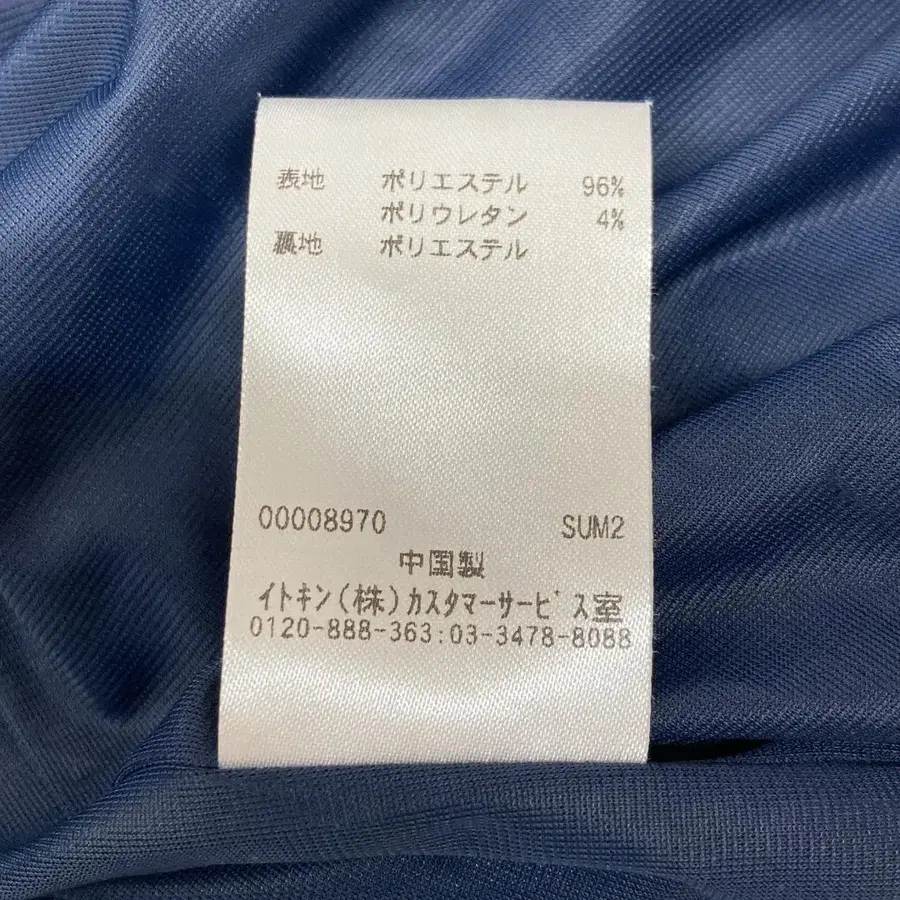 表地 ポリエステル 96%
ポリウレタン 4%
裏地 ポリエステル
00008970 SUM2
中国製
イトキン(株)カスタマーサービス室
0120-888-363:03-3478-8088